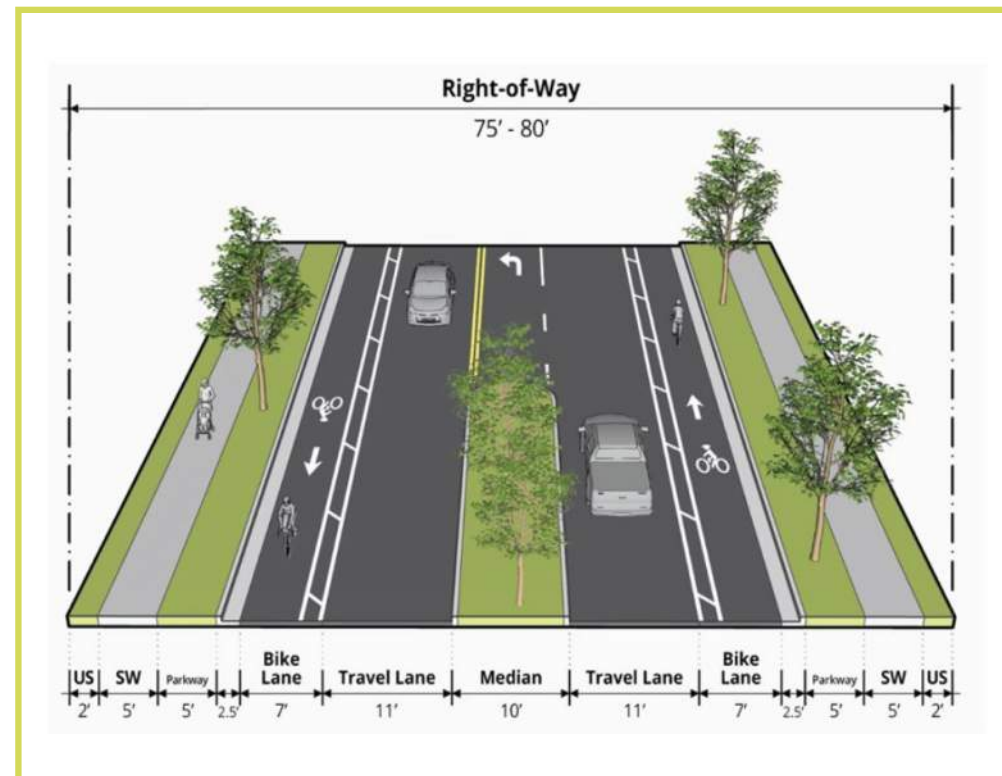 Right-of-Way
75’ - 80’
US SW Parkway Bike Lane Travel Lane Median Travel Lane Bike Lane Parkway SW US
2’ 5’ 5’ 2.5’ 7’ 11’ 10’ 11’ 7’ 2.5’ 5’ 5’ 2’